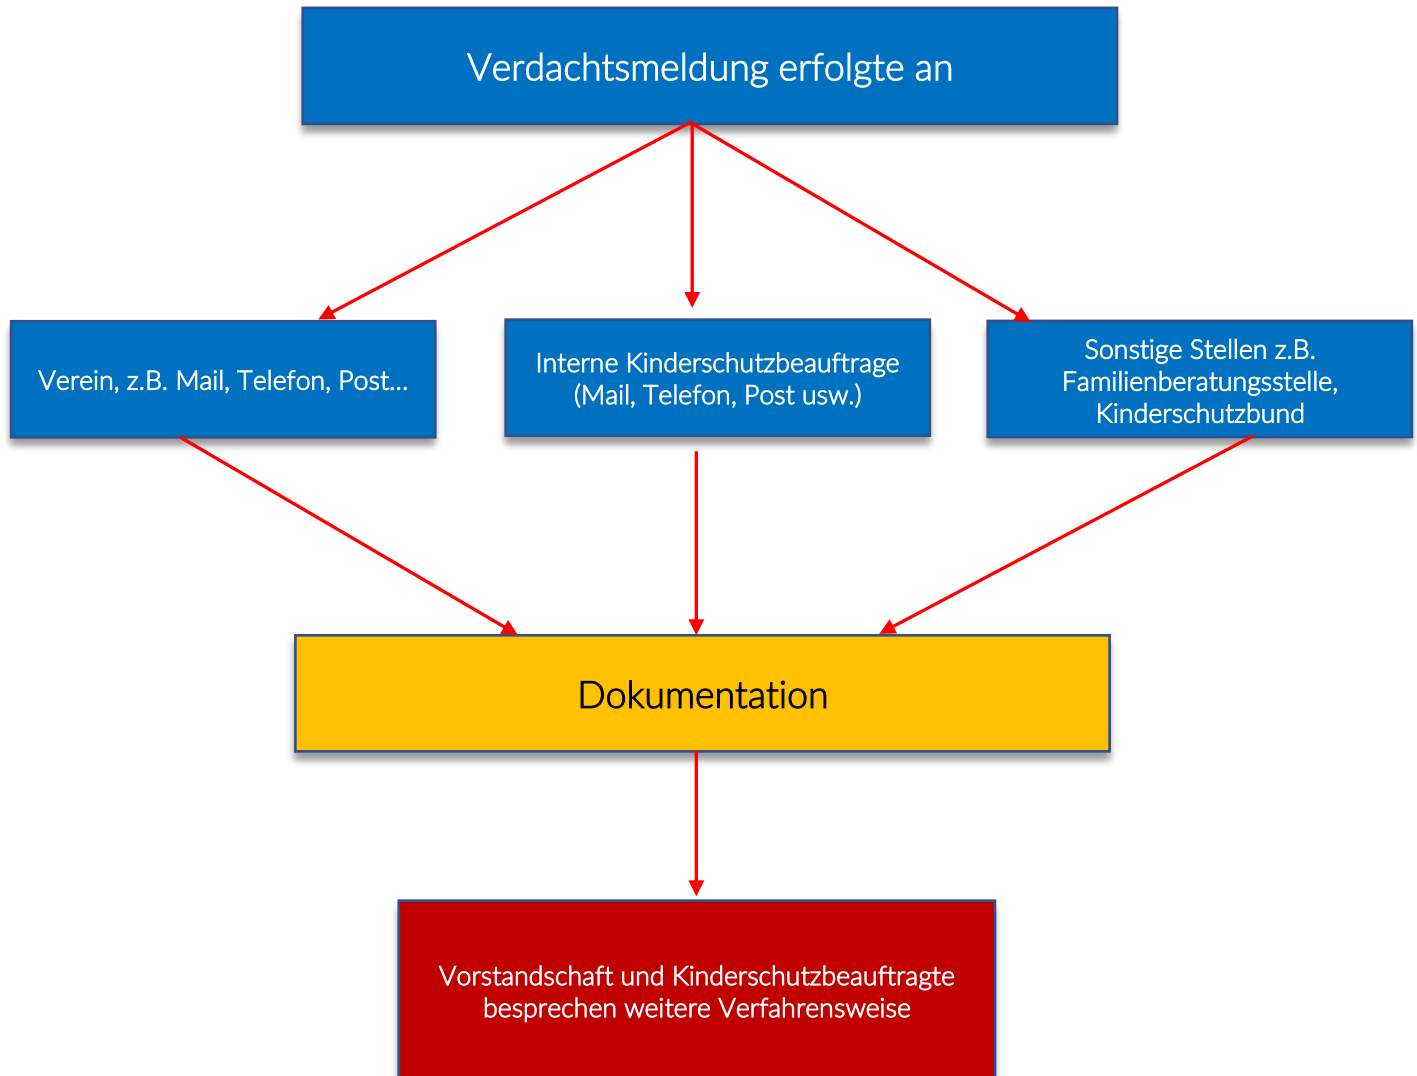 Verdachtsmeldung erfolgte an
Verein, z.B. Mail, Telefon, Post...
Interne Kinderschutzbeauftrage
(Mail, Telefon, Post usw.)
Sonstige Stellen z.B.
Familienberatungsstelle,
Kinderschutzbund
Dokumentation
Vorstandschaft und Kinderschutzbeauftragte
besprechen weitere Verfahrensweise